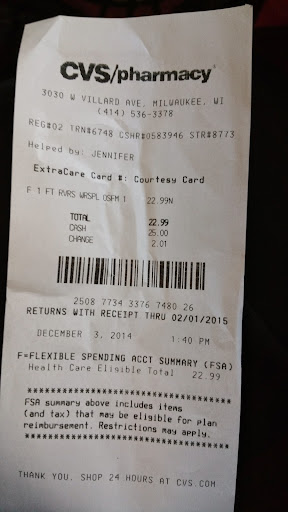 CVS/pharmacy
3030 W VILLARD AVE, MILWAUKEE, WI
(414) 536-3378
REG#02 TRN#6748 CSHR#0583946 STR#8773
Helped by: JENNIFER
ExtraCare Card #: Courtesy Card
F 1 FT RVRS WRSPL OSFM 1 22.99N
TOTAL 22.99
CASH 25.00
CHANGE 2.01
2508 7734 3376 7480 26
RETURNS WITH RECEIPT THRU 02/01/2015
DECEMBER 3, 2014 1:40 PM
F=FLEXIBLE SPENDING ACCT SUMMARY (FSA)
Health Care Eligible Total 22.99
**************************************
FSA summary above includes items
(and tax) that may be eligible for plan
reimbursement. Restrictions may apply.
**************************************
THANK YOU. SHOP 24 HOURS AT CVS.COM